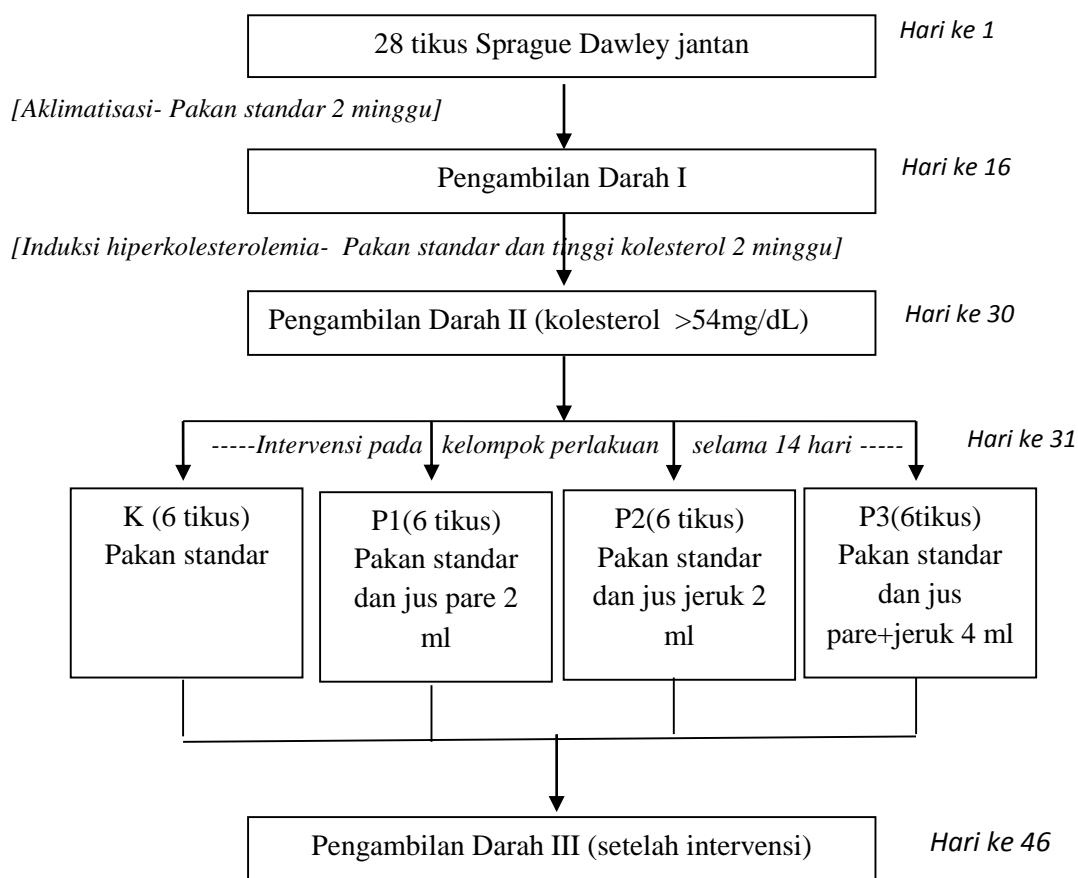 28 tikus Sprague Dawley jantan
Hari ke 1
[Aklimatisasi- Pakan standar 2 minggu]
Pengambilan Darah I
Hari ke 16
[Induksi hiperkolesterolemia- Pakan standar dan tinggi kolesterol 2 minggu]
Pengambilan Darah II (kolesterol >54mg/dL)
Hari ke 30
-----Intervensi pada kelompok perlakuan selama 14 hari -----
Hari ke 31
K (6 tikus)
Pakan standar
P1(6 tikus)
Pakan standar
dan jus pare 2
ml
P2(6 tikus)
Pakan standar
dan jus jeruk 2
ml
P3(6tikus)
Pakan standar
dan jus
pare+jeruk 4 ml
Pengambilan Darah III (setelah intervensi)
Hari ke 46